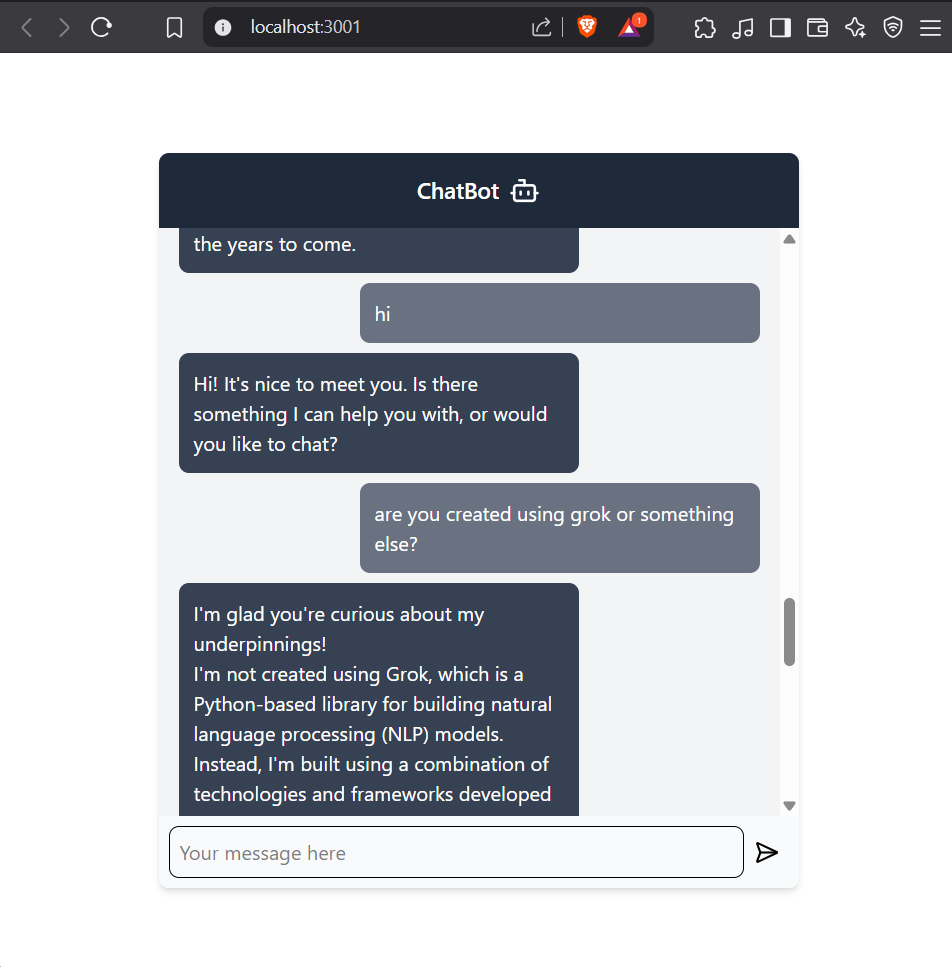 localhost:3001
1
ChatBot
the years to come.
hi
Hi! It's nice to meet you. Is there
something I can help you with, or would
you like to chat?
are you created using grok or something
else?
I'm glad you're curious about my
underpinnings!
I'm not created using Grok, which is a
Python-based library for building natural
language processing (NLP) models.
Instead, I'm built using a combination of
technologies and frameworks developed
Your message here